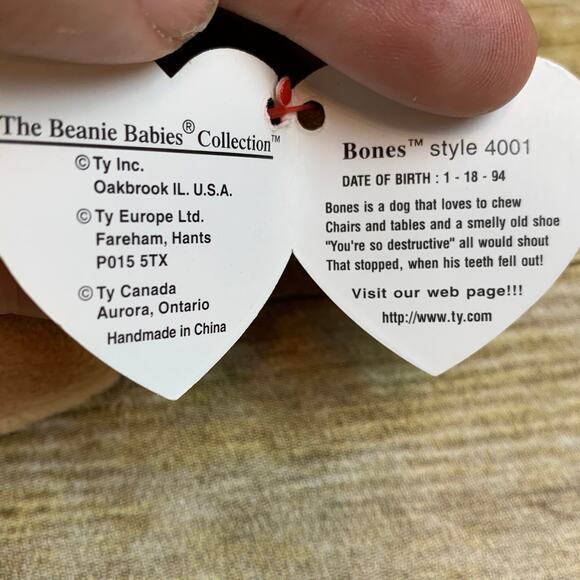 The Beanie Babies® Collection™
© Ty Inc.
Oakbrook IL. U.S.A.
© Ty Europe Ltd.
Fareham, Hants
P015 5TX
© Ty Canada
Aurora, Ontario
Handmade in China
Bones™ style 4001
DATE OF BIRTH : 1 - 18 - 94
Bones is a dog that loves to chew
Chairs and tables and a smelly old shoe
"You're so destructive" all would shout
That stopped, when his teeth fell out!
Visit our web page!!!
http://www.ty.com